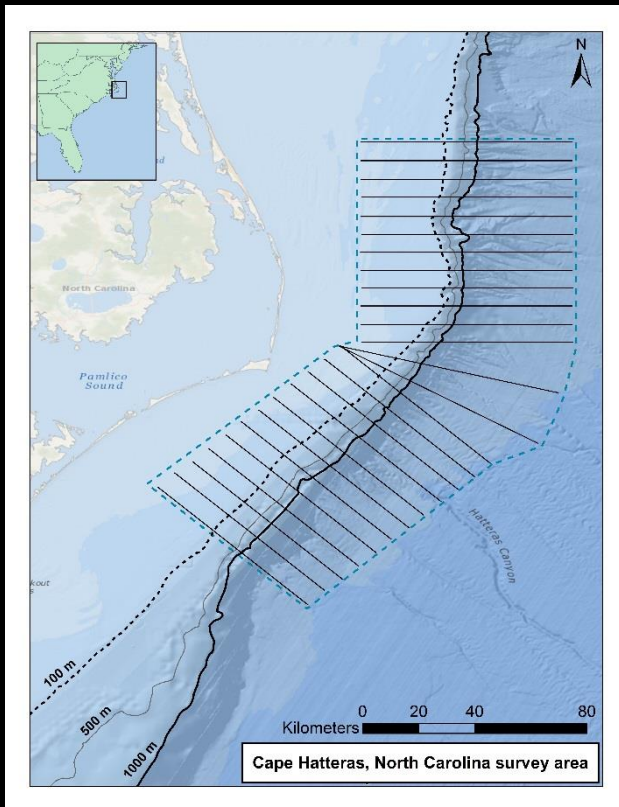 N
North Carolina
Pamlico
Sound
Hatteras
Canyon
100 m
500 m
1000 m
0 20 40 80
Kilometers
Cape Hatteras, North Carolina survey area